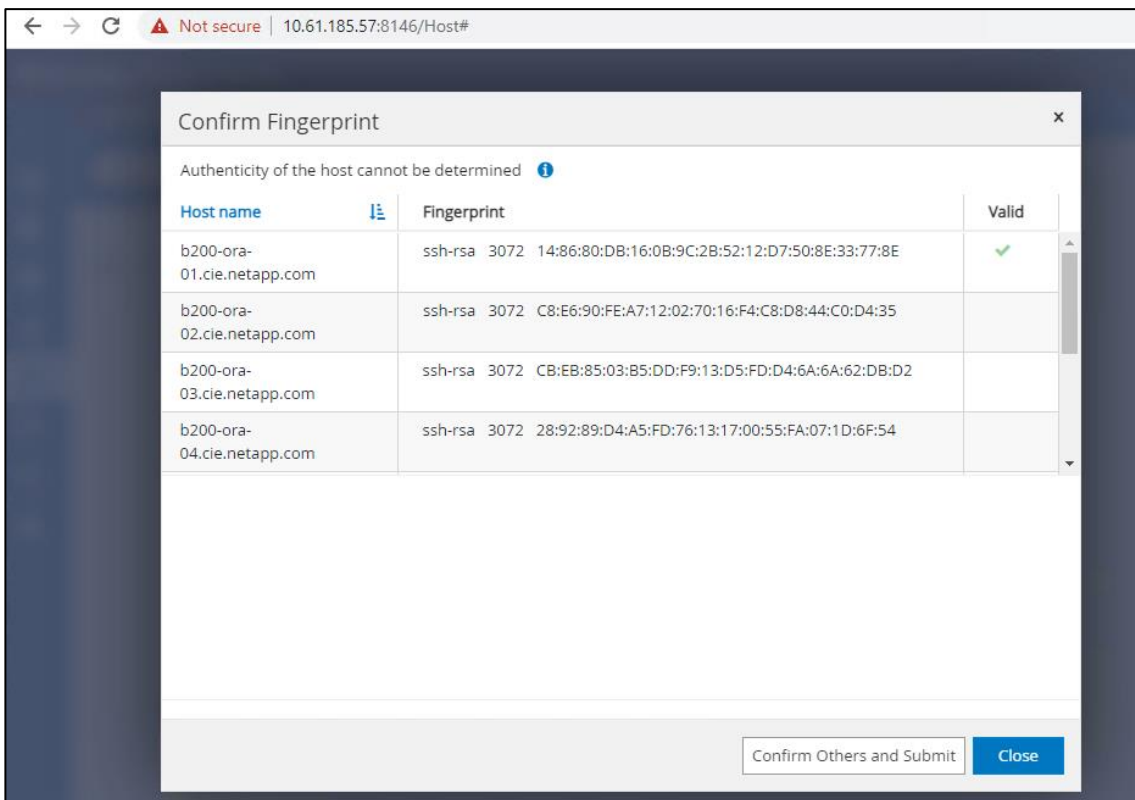 Not secure | 10.61.185.57:8146/Host#
Confirm Fingerprint x
Authenticity of the host cannot be determined
Host name Fingerprint Valid
b200-ora- ssh-rsa 3072 14:86:80:DB:16:0B:9C:2B:52:12:D7:50:8E:33:77:8E
01.cie.netapp.com
b200-ora- ssh-rsa 3072 C8:E6:90:FE:A7:12:02:70:16:F4:C8:D8:44:C0:D4:35
02.cie.netapp.com
b200-ora- ssh-rsa 3072 CB:EB:85:03:B5:DD:F9:13:D5:FD:D4:6A:6A:62:DB:D2
03.cie.netapp.com
b200-ora- ssh-rsa 3072 28:92:89:D4:A5:FD:76:13:17:00:55:FA:07:1D:6F:54
04.cie.netapp.com
Confirm Others and Submit Close